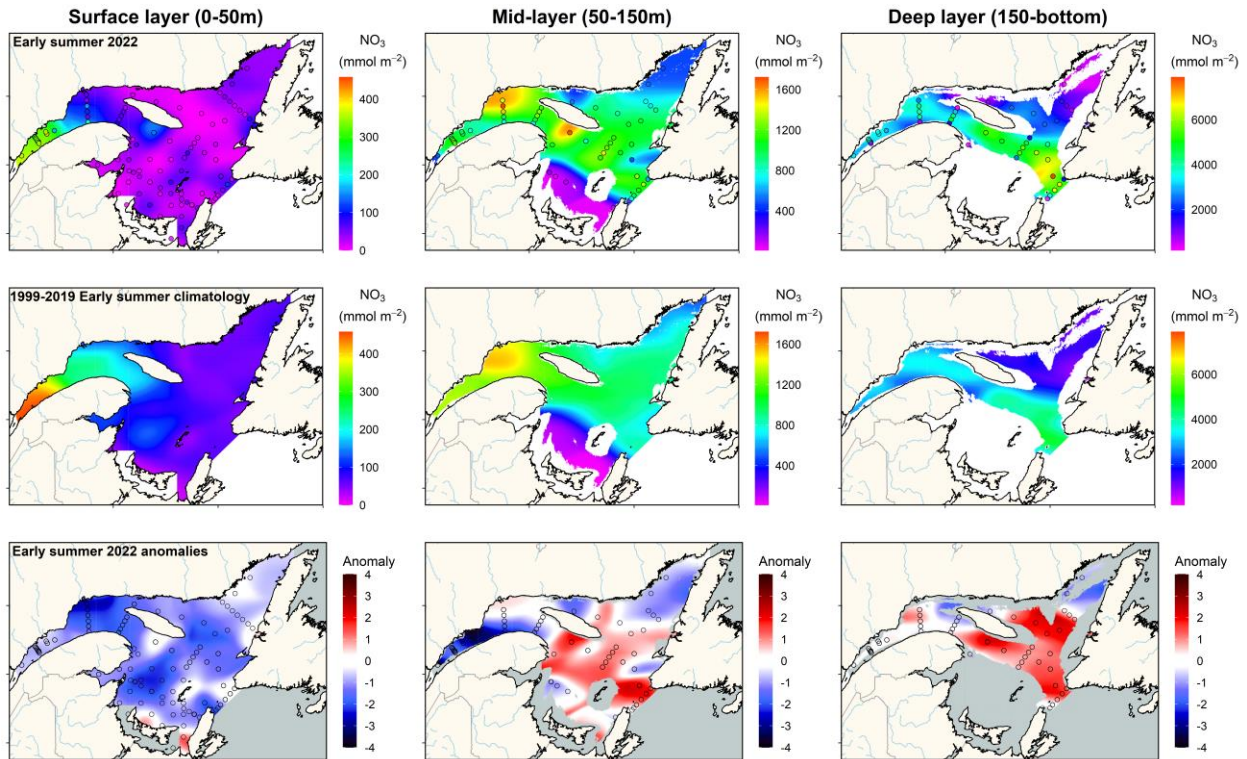 Surface layer (0-50m)
Mid-layer (50-150m)
Deep layer (150-bottom)
Early summer 2022
NO₃
(mmol m⁻²)
400
300
200
100
0
NO₃
(mmol m⁻²)
1600
1200
800
400
NO₃
(mmol m⁻²)
6000
4000
2000
1999-2019 Early summer climatology
NO₃
(mmol m⁻²)
400
300
200
100
0
NO₃
(mmol m⁻²)
1600
1200
800
400
NO₃
(mmol m⁻²)
6000
4000
2000
Early summer 2022 anomalies
Anomaly
4
3
2
1
0
-1
-2
-3
-4
Anomaly
4
3
2
1
0
-1
-2
-3
-4
Anomaly
4
3
2
1
0
-1
-2
-3
-4